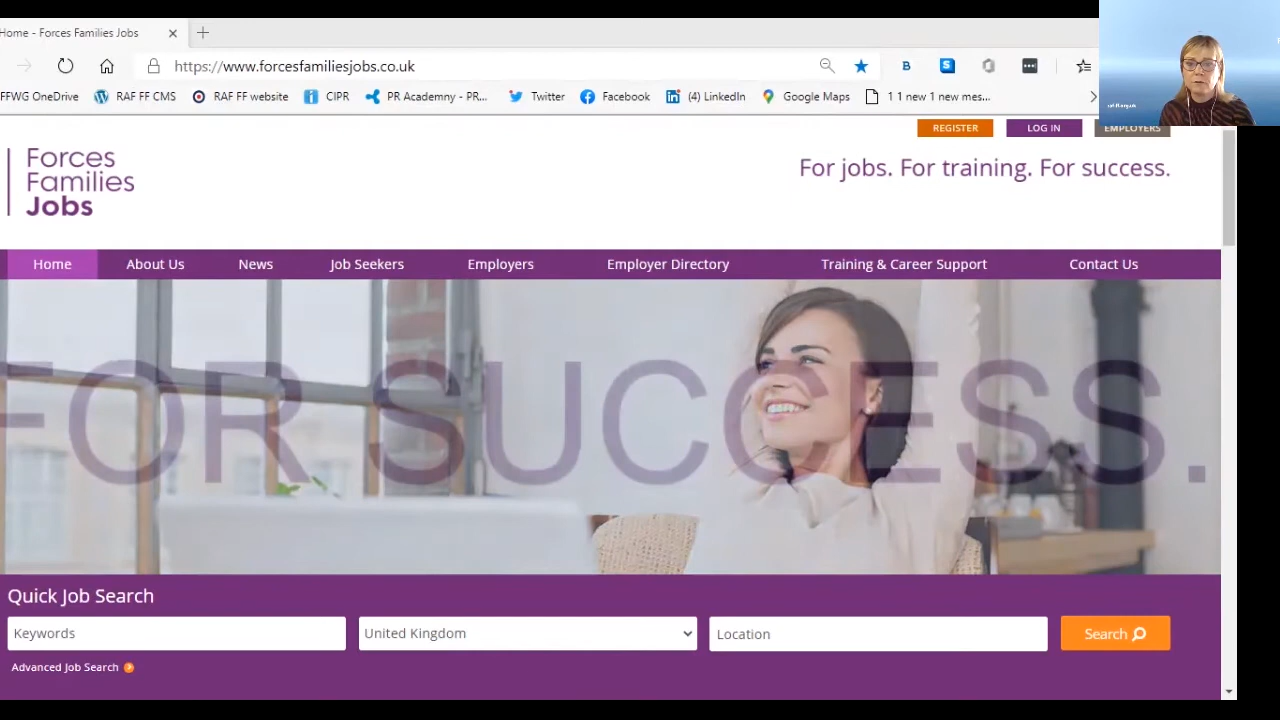 Home - Forces Families Jobs
https://www.forcesfamiliesjobs.co.uk
FFWG OneDrive RAF FF CMS RAF FF website CIPR PR Academny - PR... Twitter Facebook (4) LinkedIn Google Maps 1 1 new 1 new mes...
REGISTER LOG IN EMPLOYERS
Forces
Families
Jobs
For jobs. For training. For success.
Home About Us News Job Seekers Employers Employer Directory Training & Career Support Contact Us
FOR SUCCESS.
Quick Job Search
Keywords United Kingdom Location Search
Advanced Job Search